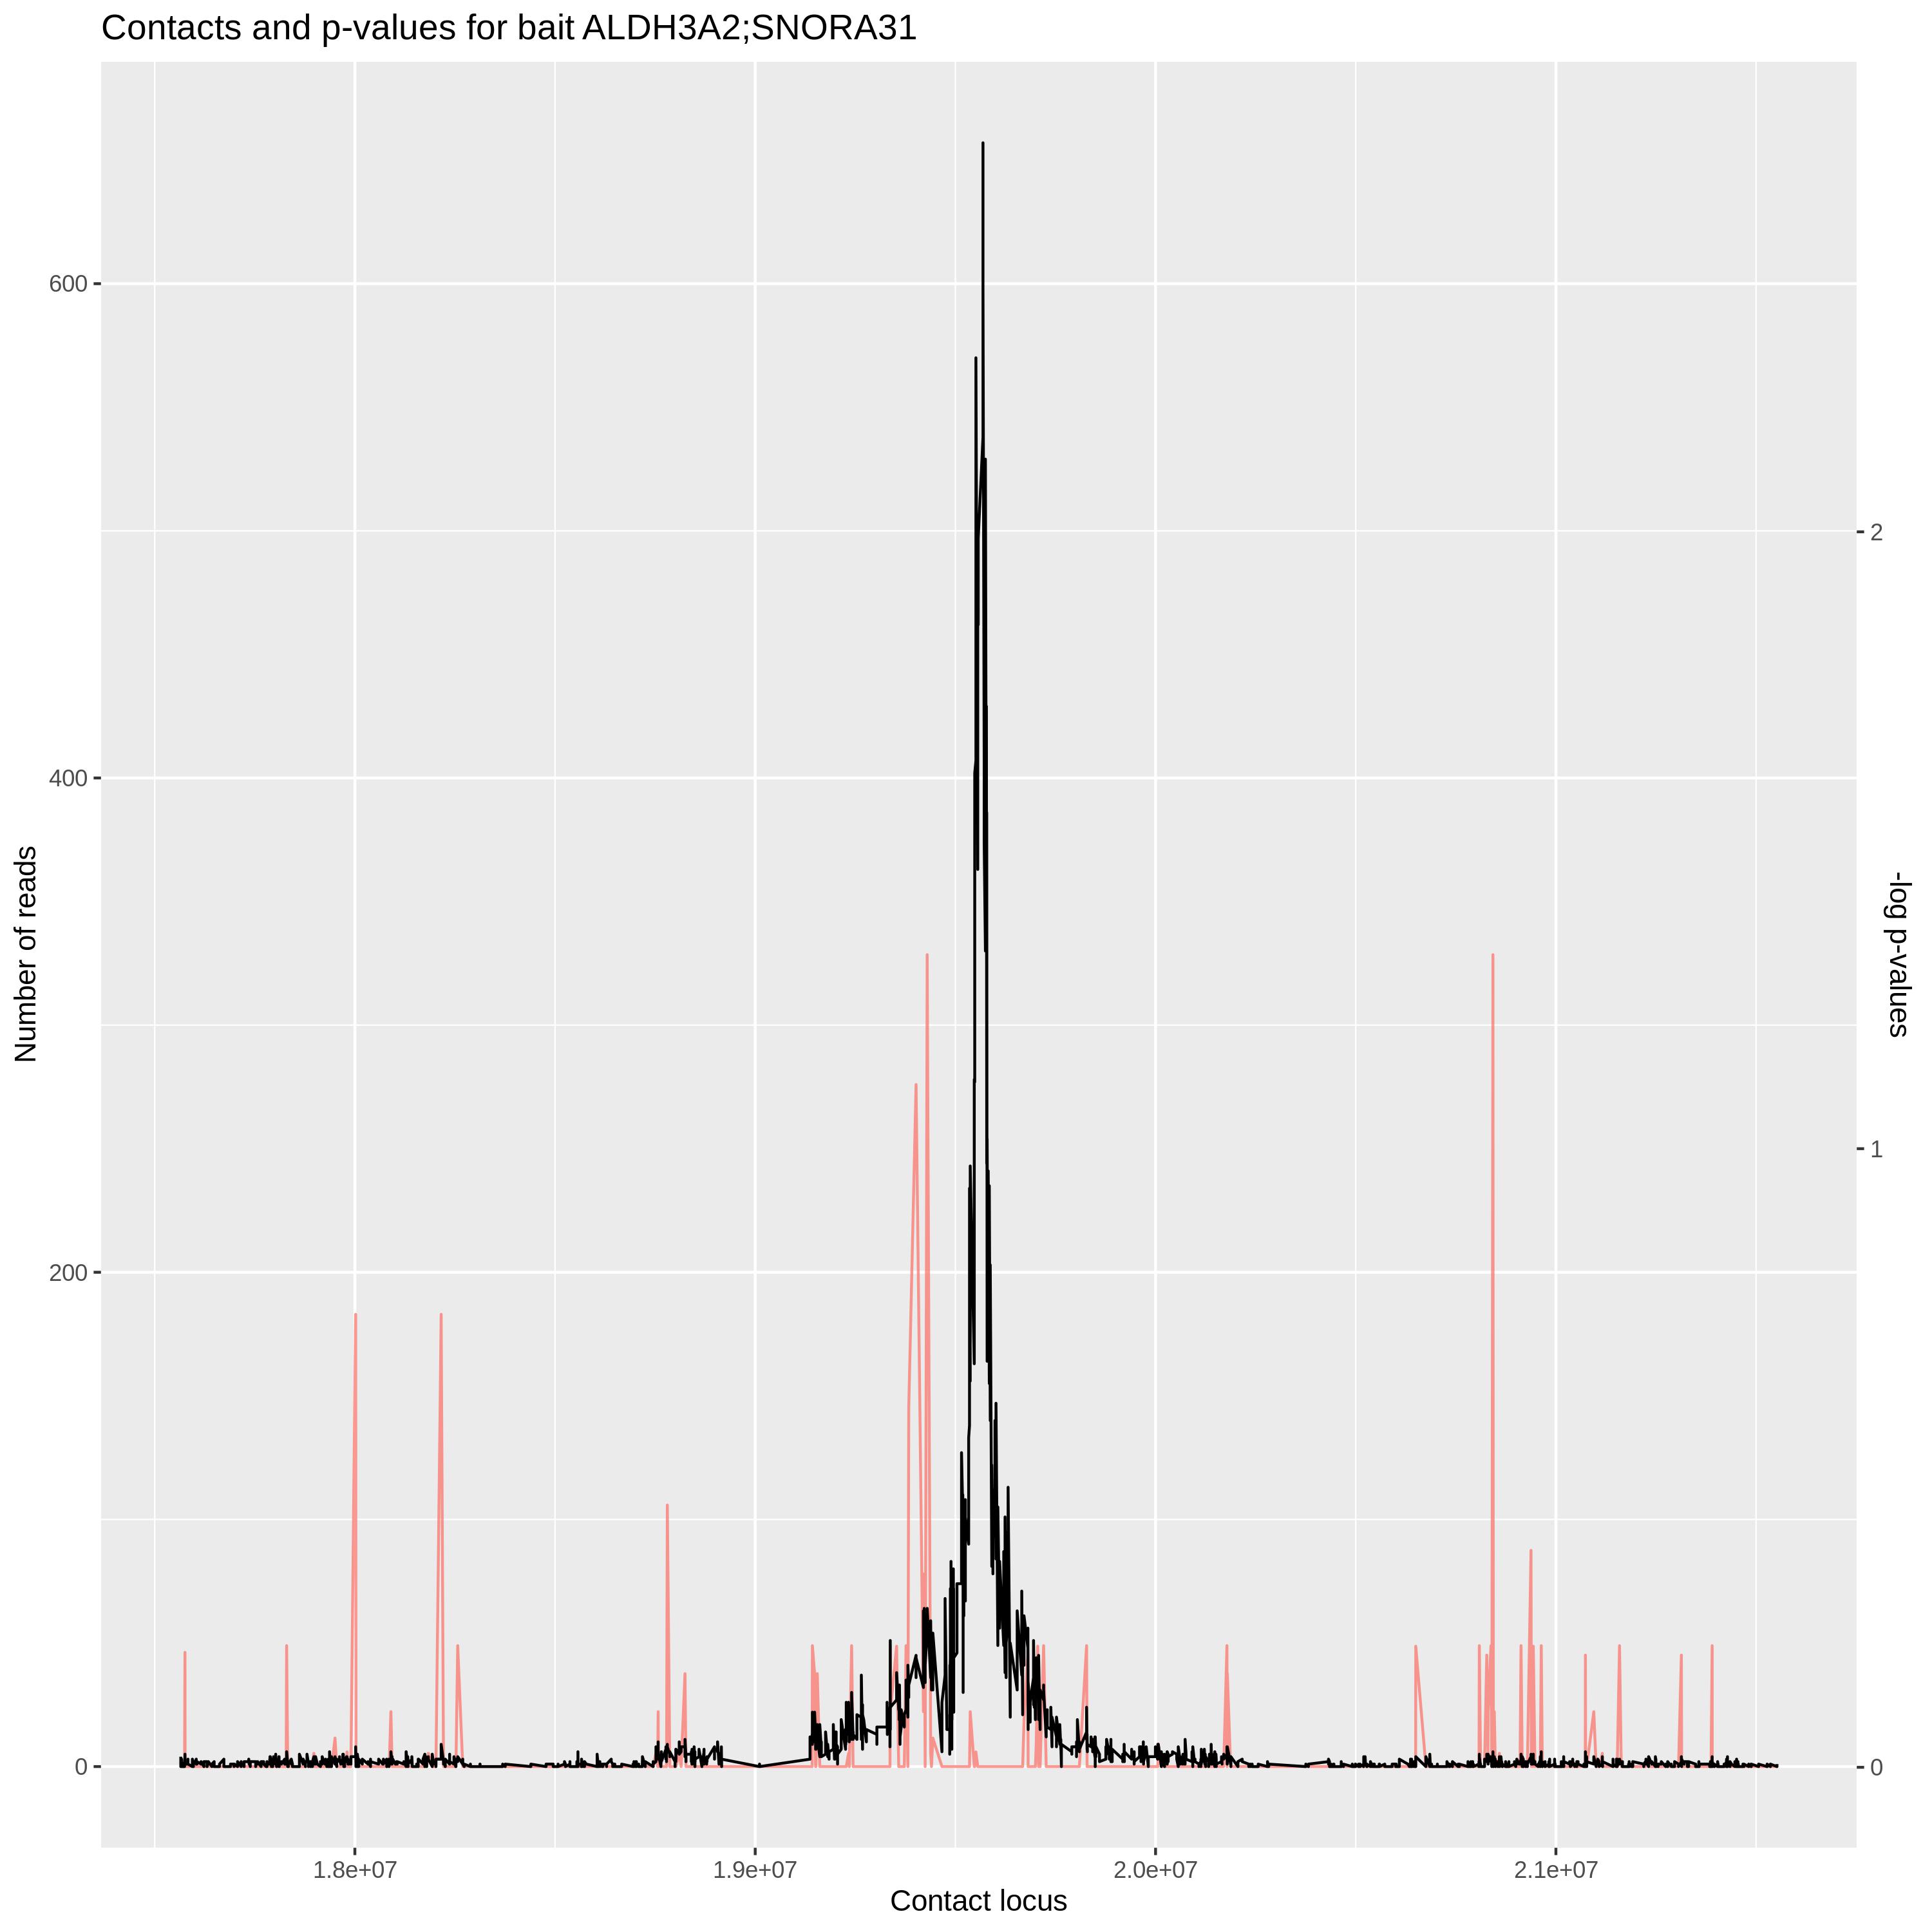 Contacts and p-values for bait ALDH3A2;SNORA31
600
400
200
0
Number of reads
2
1
0
-log p-values
1.8e+07
1.9e+07
2.0e+07
2.1e+07
Contact locus